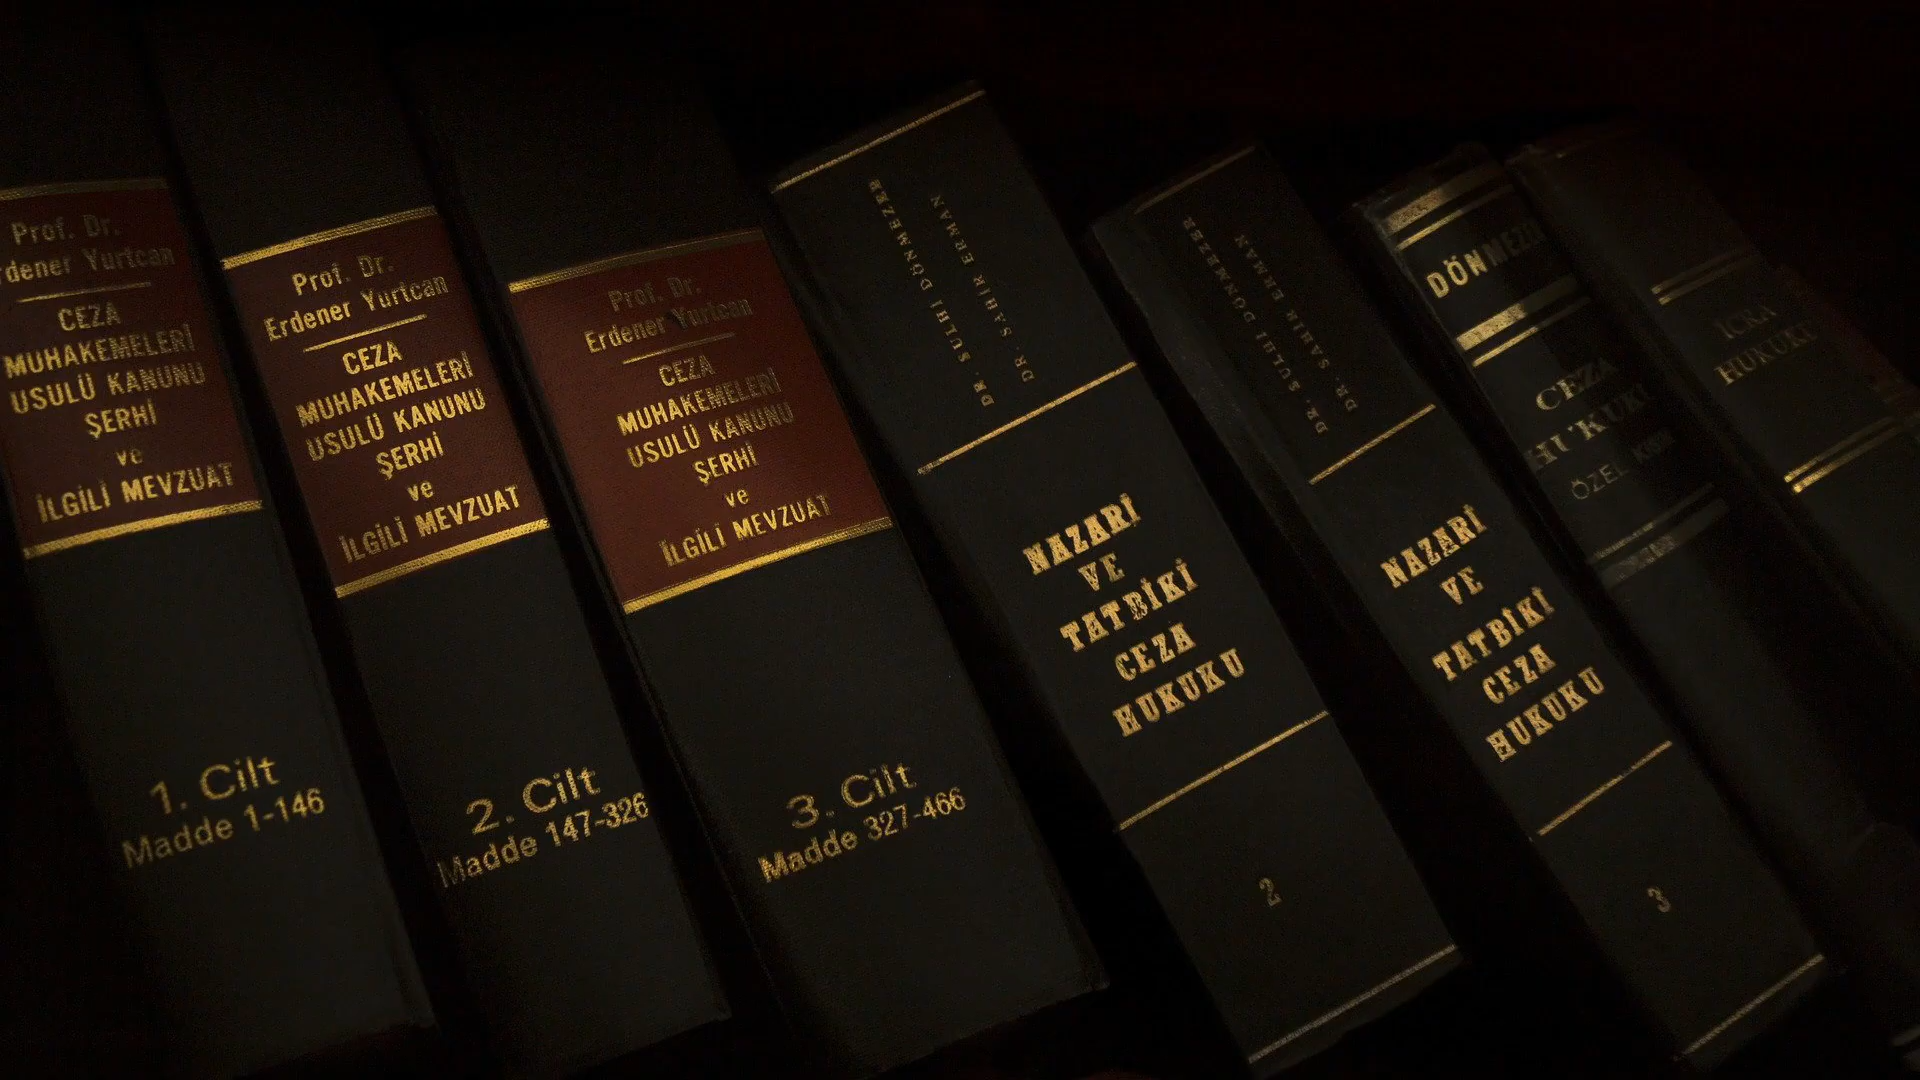 Prof. Dr.
Erdener Yurtcan
CEZA
MUHAKEMELERİ
USULÜ KANUNU
ŞERHİ
ve
İLGİLİ MEVZUAT
1. Cilt
Madde 1-146
Prof. Dr.
Erdener Yurtcan
CEZA
MUHAKEMELERİ
USULÜ KANUNU
ŞERHİ
ve
İLGİLİ MEVZUAT
2. Cilt
Madde 147-326
Prof. Dr.
Erdener Yurtcan
CEZA
MUHAKEMELERİ
USULÜ KANUNU
ŞERHİ
ve
İLGİLİ MEVZUAT
3. Cilt
Madde 327-466
DR. SULHİ DÖNMEZER
DR. SAHİR ERMAN
NAZARİ
VE
TATBİKİ
CEZA
HUKUKU
2
DR. SULHİ DÖNMEZER
DR. SAHİR ERMAN
NAZARİ
VE
TATBİKİ
CEZA
HUKUKU
3
DÖNMEZER
CEZA
HUKUKU
ÖZEL
İCRA
HUKUKU